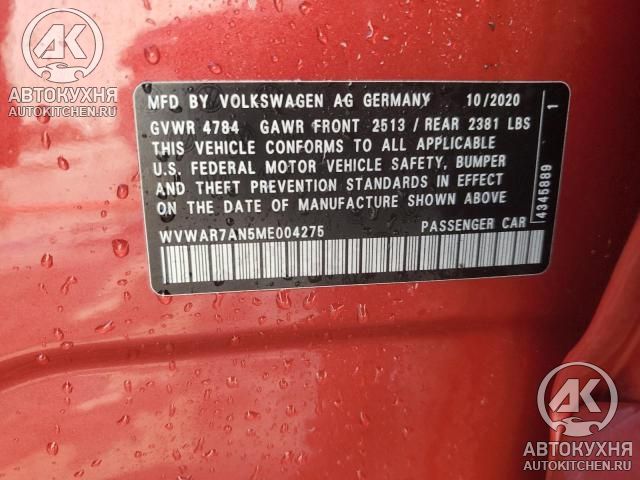 AK
АВТОКУХНЯ
AUTOKITCHEN.RU
MFD BY VOLKSWAGEN AG GERMANY 10/2020
GVWR 4784 GAWR FRONT 2513 / REAR 2381 LBS
THIS VEHICLE CONFORMS TO ALL APPLICABLE
U.S. FEDERAL MOTOR VEHICLE SAFETY, BUMPER
AND THEFT PREVENTION STANDARDS IN EFFECT
ON THE DATE OF MANUFACTURE SHOWN ABOVE
WVWAR7AN5ME004275 PASSENGER CAR
4345889 1
AK
АВТОКУХНЯ
AUTOKITCHEN.RU